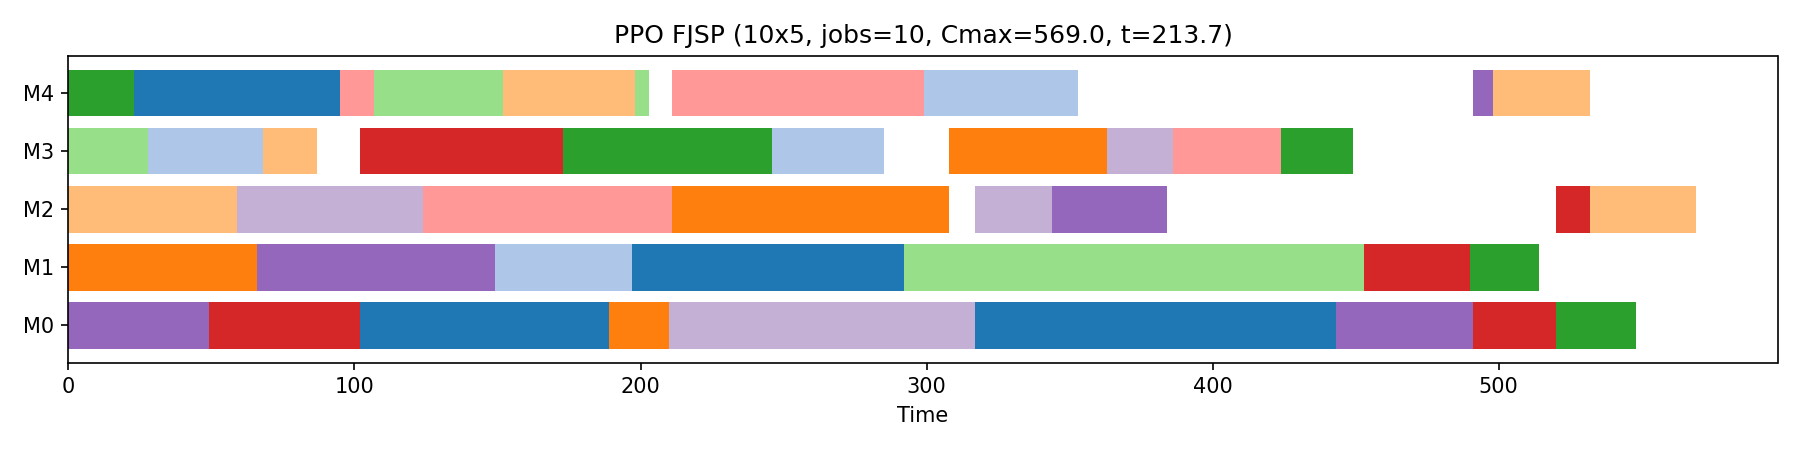 PPO FJSP (10x5, jobs=10, Cmax=569.0, t=213.7)
M4
M3
M2
M1
M0
0 100 200 300 400 500
Time